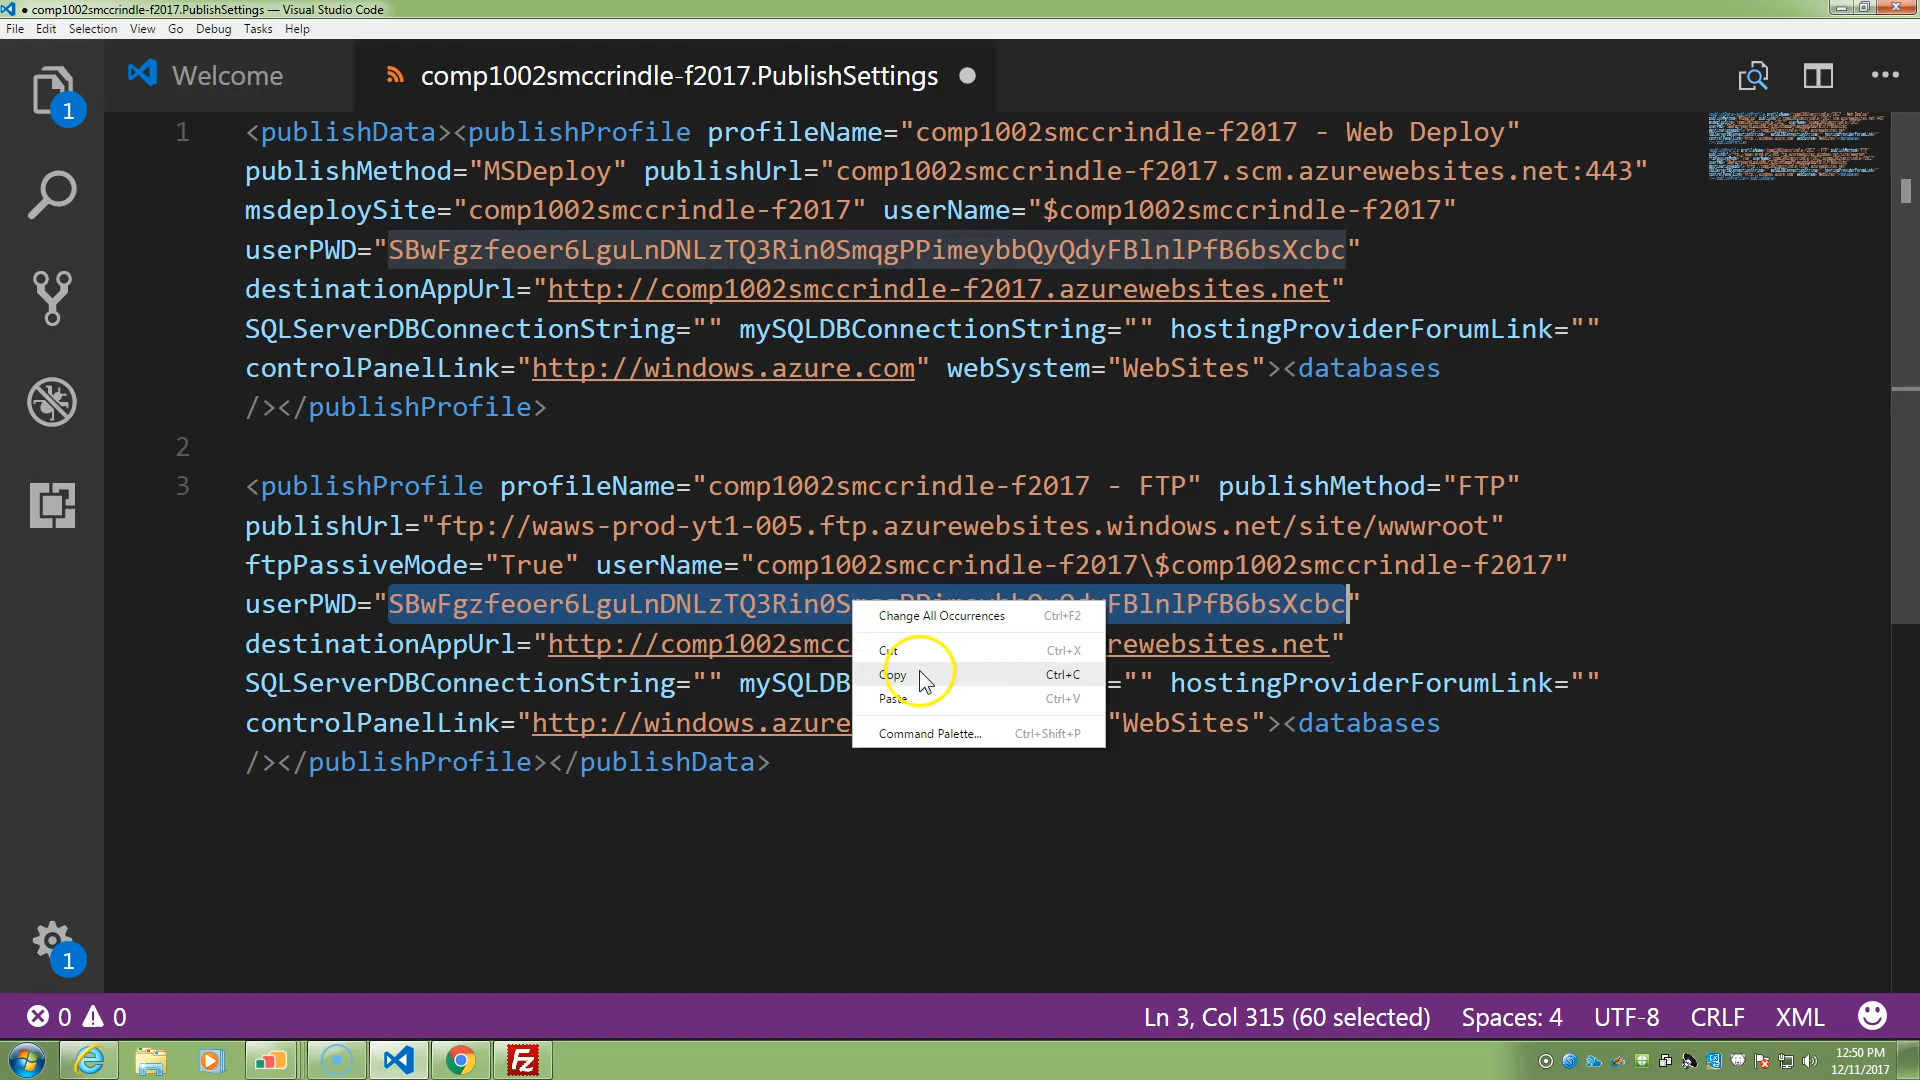 ● comp1002smccrindle-f2017.PublishSettings — Visual Studio Code
File Edit Selection View Go Debug Tasks Help
Welcome comp1002smccrindle-f2017.PublishSettings
1 <publishData><publishProfile profileName="comp1002smccrindle-f2017 - Web Deploy"
publishMethod="MSDeploy" publishUrl="comp1002smccrindle-f2017.scm.azurewebsites.net:443"
msdeploySite="comp1002smccrindle-f2017" userName="$comp1002smccrindle-f2017"
userPWD="SBwFgzfeoer6LguLnDNLzTQ3Rin0SmqgPPimeybbQyQdyFBlnlPfB6bsXcbc"
destinationAppUrl="http://comp1002smccrindle-f2017.azurewebsites.net"
SQLServerDBConnectionString="" mySQLDBConnectionString="" hostingProviderForumLink=""
controlPanelLink="http://windows.azure.com" webSystem="WebSites"><databases
/></publishProfile>
2
3 <publishProfile profileName="comp1002smccrindle-f2017 - FTP" publishMethod="FTP"
publishUrl="ftp://waws-prod-yt1-005.ftp.azurewebsites.windows.net/site/wwwroot"
ftpPassiveMode="True" userName="comp1002smccrindle-f2017\$comp1002smccrindle-f2017"
userPWD="SBwFgzfeoer6LguLnDNLzTQ3Rin0S FBlnlPfB6bsXcbc"
Change All Occurrences Ctrl+F2
destinationAppUrl="http://comp1002smcc rewebsites.net"
Cut Ctrl+X
Copy Ctrl+C
SQLServerDBConnectionString="" mySQLDB ="" hostingProviderForumLink=""
Paste Ctrl+V
controlPanelLink="http://windows.azure "WebSites"><databases
Command Palette... Ctrl+Shift+P
/></publishProfile></publishData>
1
1
0 0
Ln 3, Col 315 (60 selected) Spaces: 4 UTF-8 CRLF XML
12:50 PM
12/11/2017